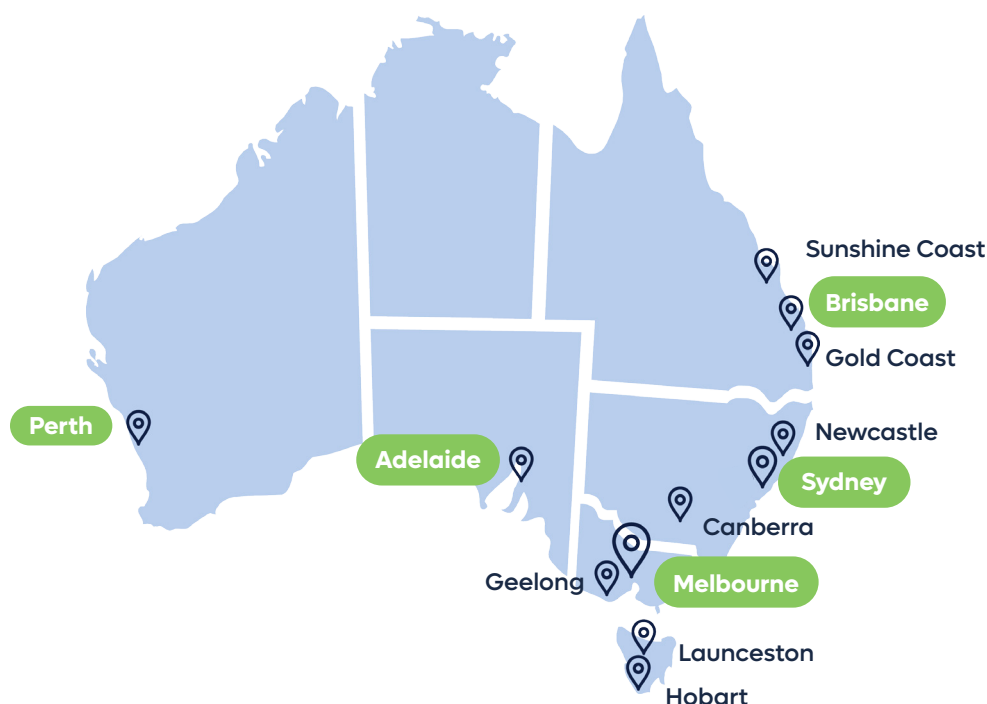 Sunshine Coast
Brisbane
Gold Coast
Perth
Newcastle
Adelaide
Sydney
Canberra
Geelong
Melbourne
Launceston
Hobart